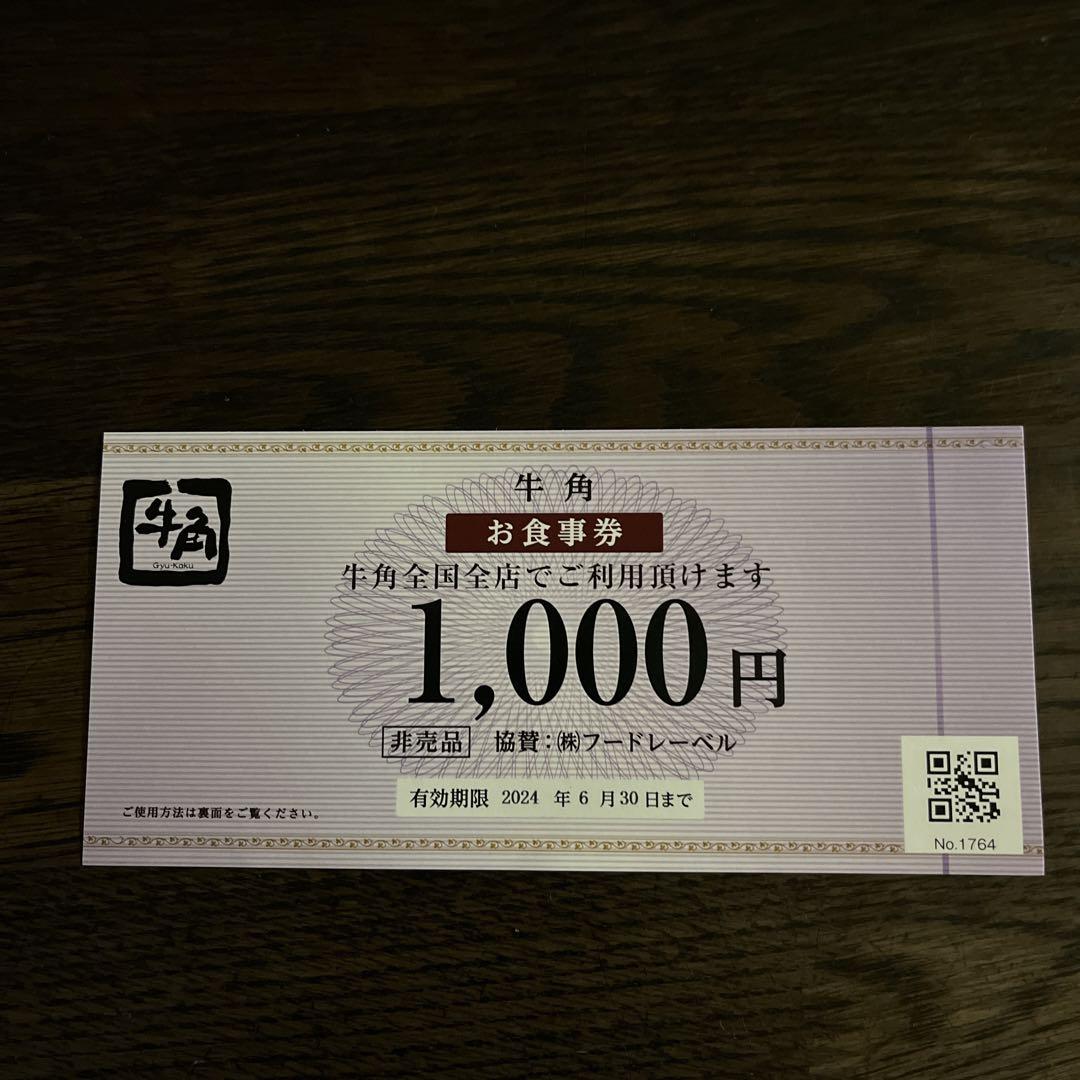 牛角
Gyu-Kaku
牛角
お食事券
牛角全国全店でご利用頂けます
1,000円
非売品 協賛：㈱フードレーベル
有効期限 2024 年 6 月 30 日まで
ご使用方法は裏面をご覧ください。
No.1764